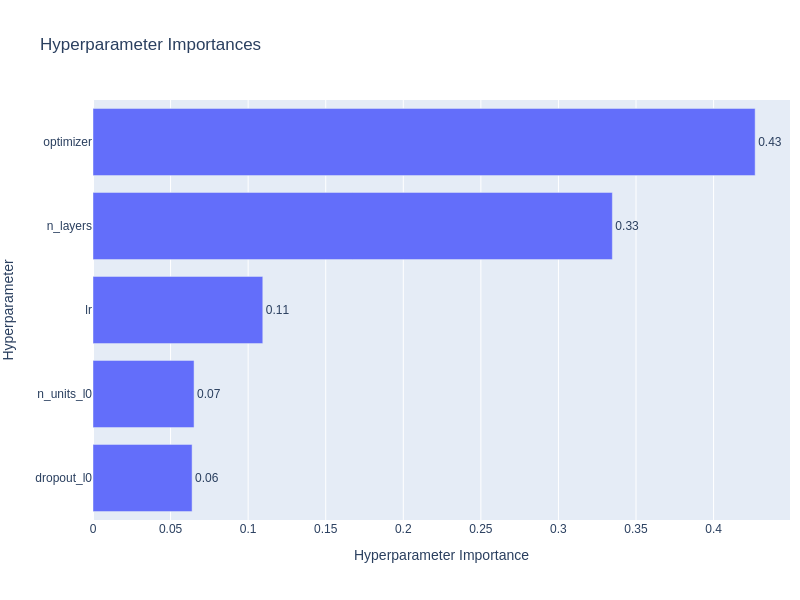 Hyperparameter Importances
Hyperparameter
optimizer
0.43
n_layers
0.33
lr
0.11
n_units_l0
0.07
dropout_l0
0.06
0
0.05
0.1
0.15
0.2
0.25
0.3
0.35
0.4
Hyperparameter Importance